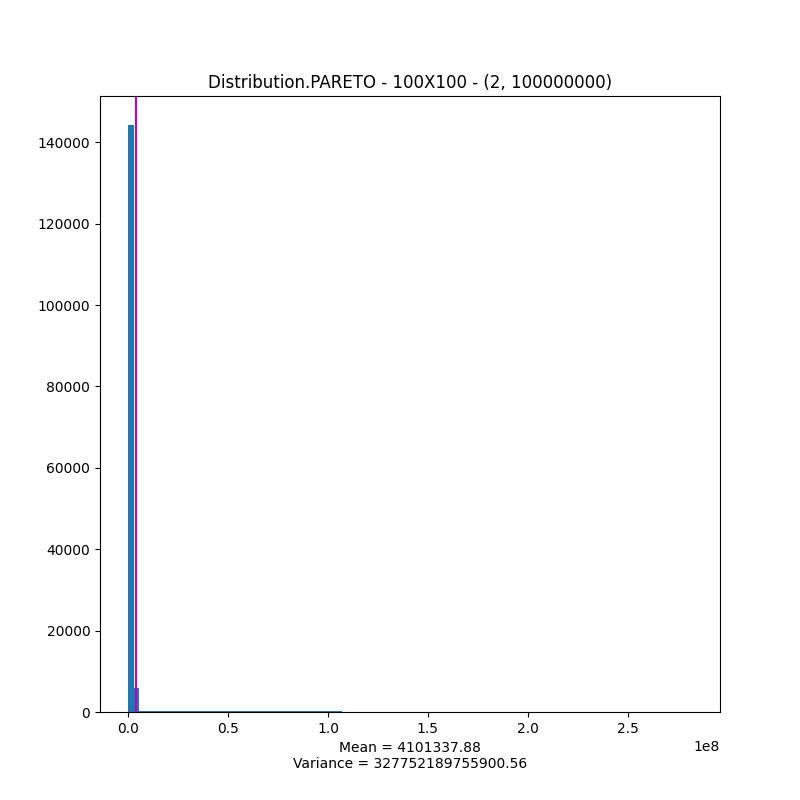 Distribution.PARETO - 100X100 - (2, 100000000)
140000
120000
100000
80000
60000
40000
20000
0
0.0 0.5 1.0 1.5 2.0 2.5
1e8
Mean = 4101337.88
Variance = 327752189755900.56